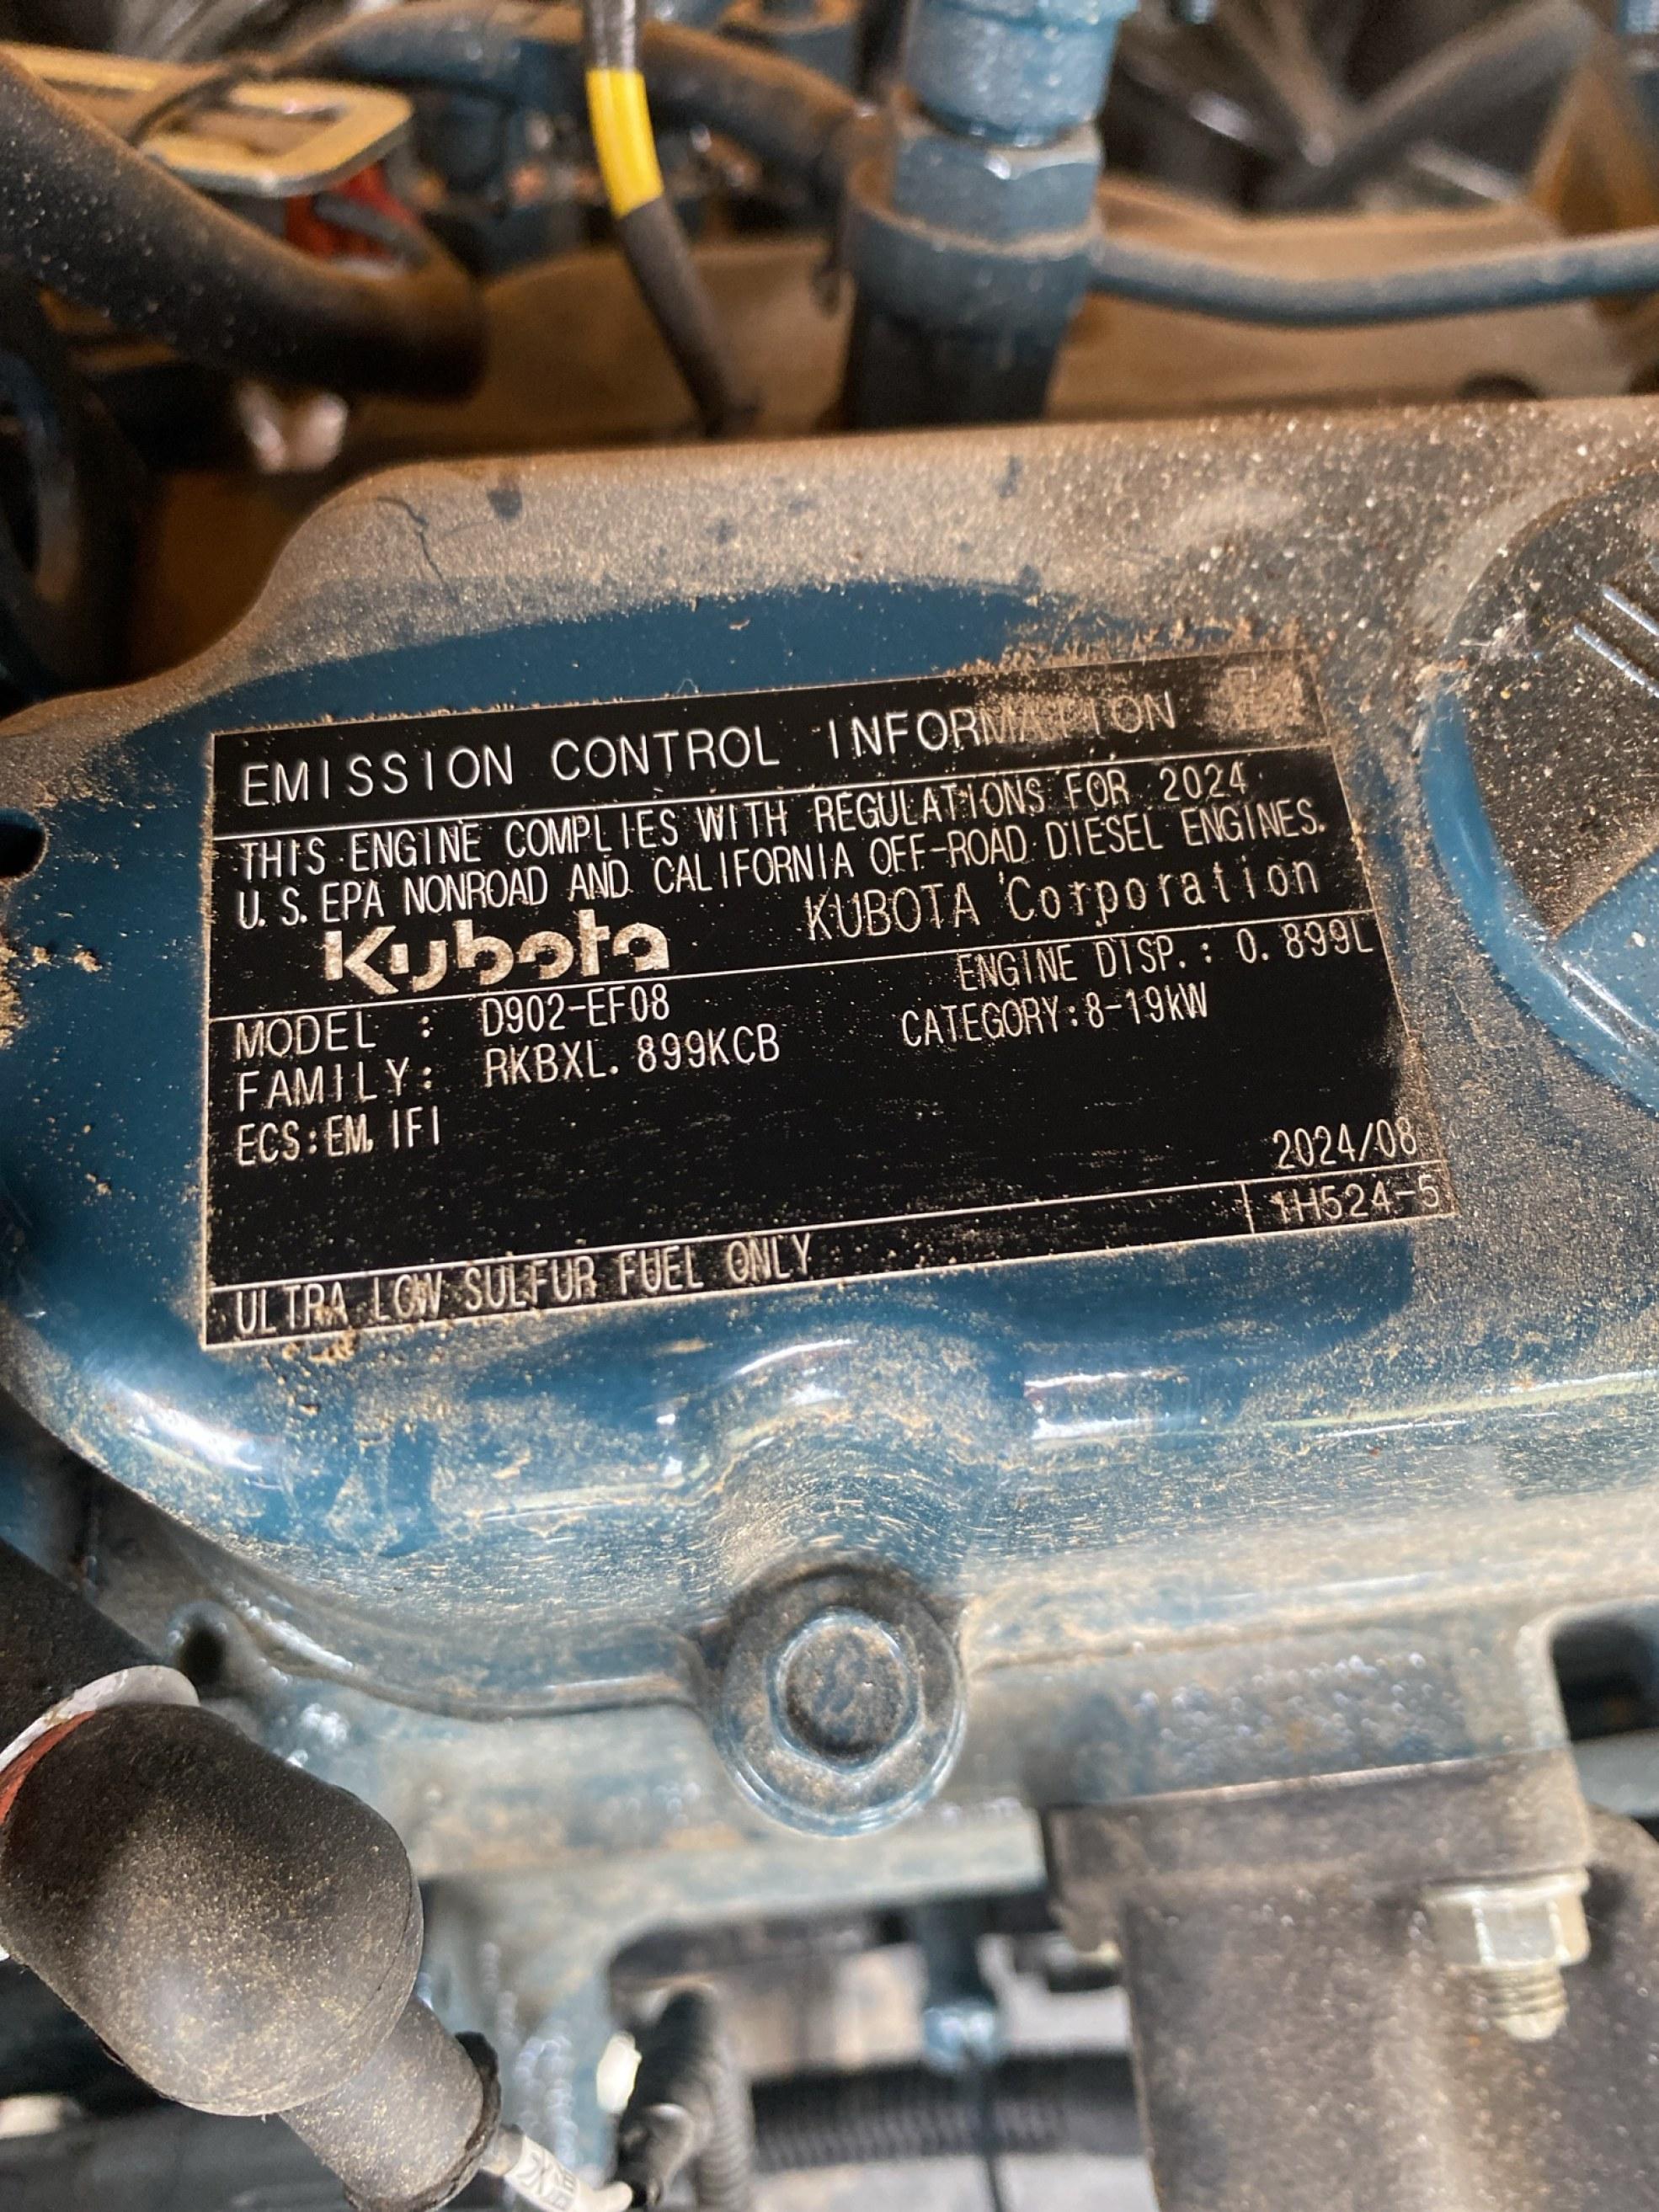 EMISSION CONTROL INFORMATION
THIS ENGINE COMPLIES WITH REGULATIONS FOR 2024
U.S.EPA NONROAD AND CALIFORNIA OFF-ROAD DIESEL ENGINES.
Kubota KUBOTA Corporation
MODEL : D902-EF08 ENGINE DISP.: 0.899L
FAMILY: RKBXL.899KCB CATEGORY:8-19kW
ECS:EM,IFI
2024/08
ULTRA LOW SULFUR FUEL ONLY 1H524-5